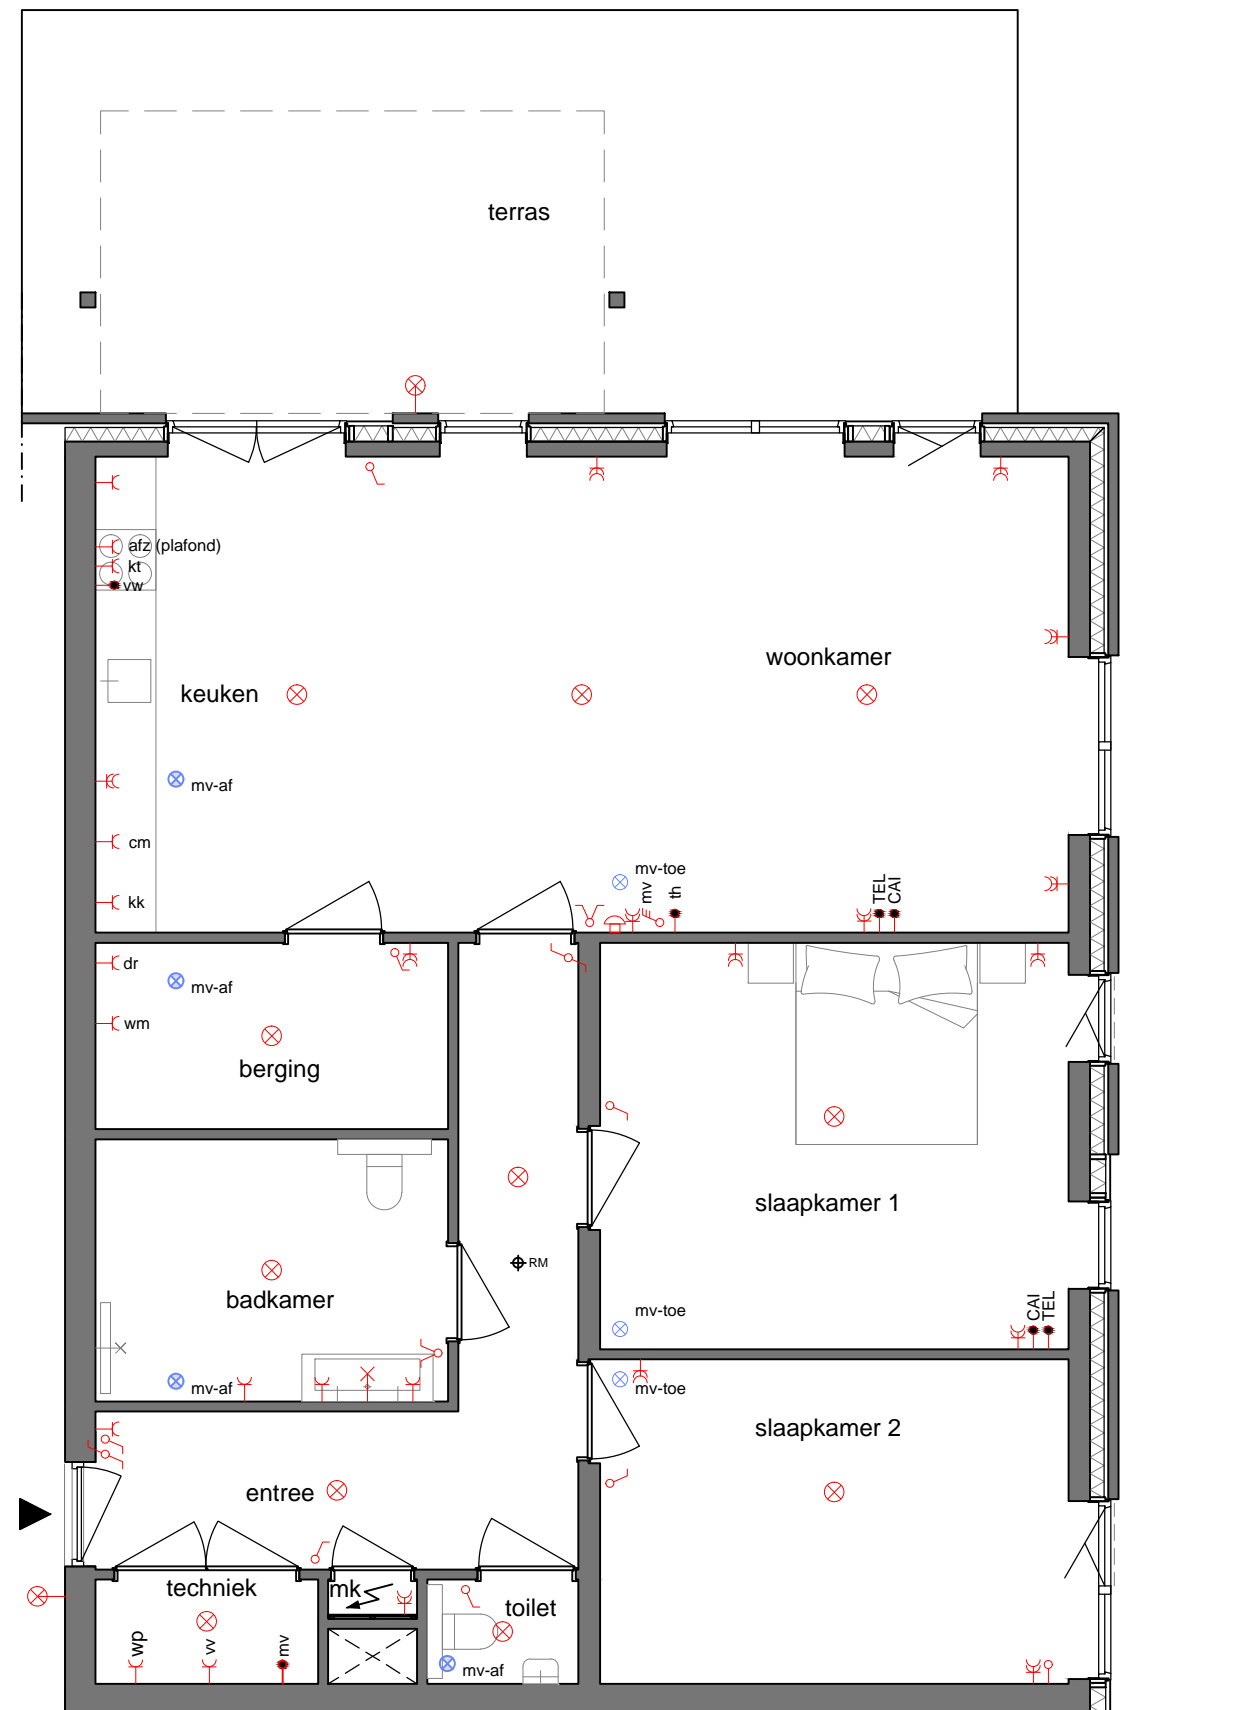 terras
afz (plafond)
kt
vw
woonkamer
keuken
mv-af
cm
kk
mv-toe
mv
th
TEL
CAI
dr
mv-af
wm
berging
slaapkamer 1
RM
badkamer
mv-toe
CAI
TEL
mv-af
mv-toe
slaapkamer 2
entree
techniek
mk
toilet
wp
vv
mv
mv-af